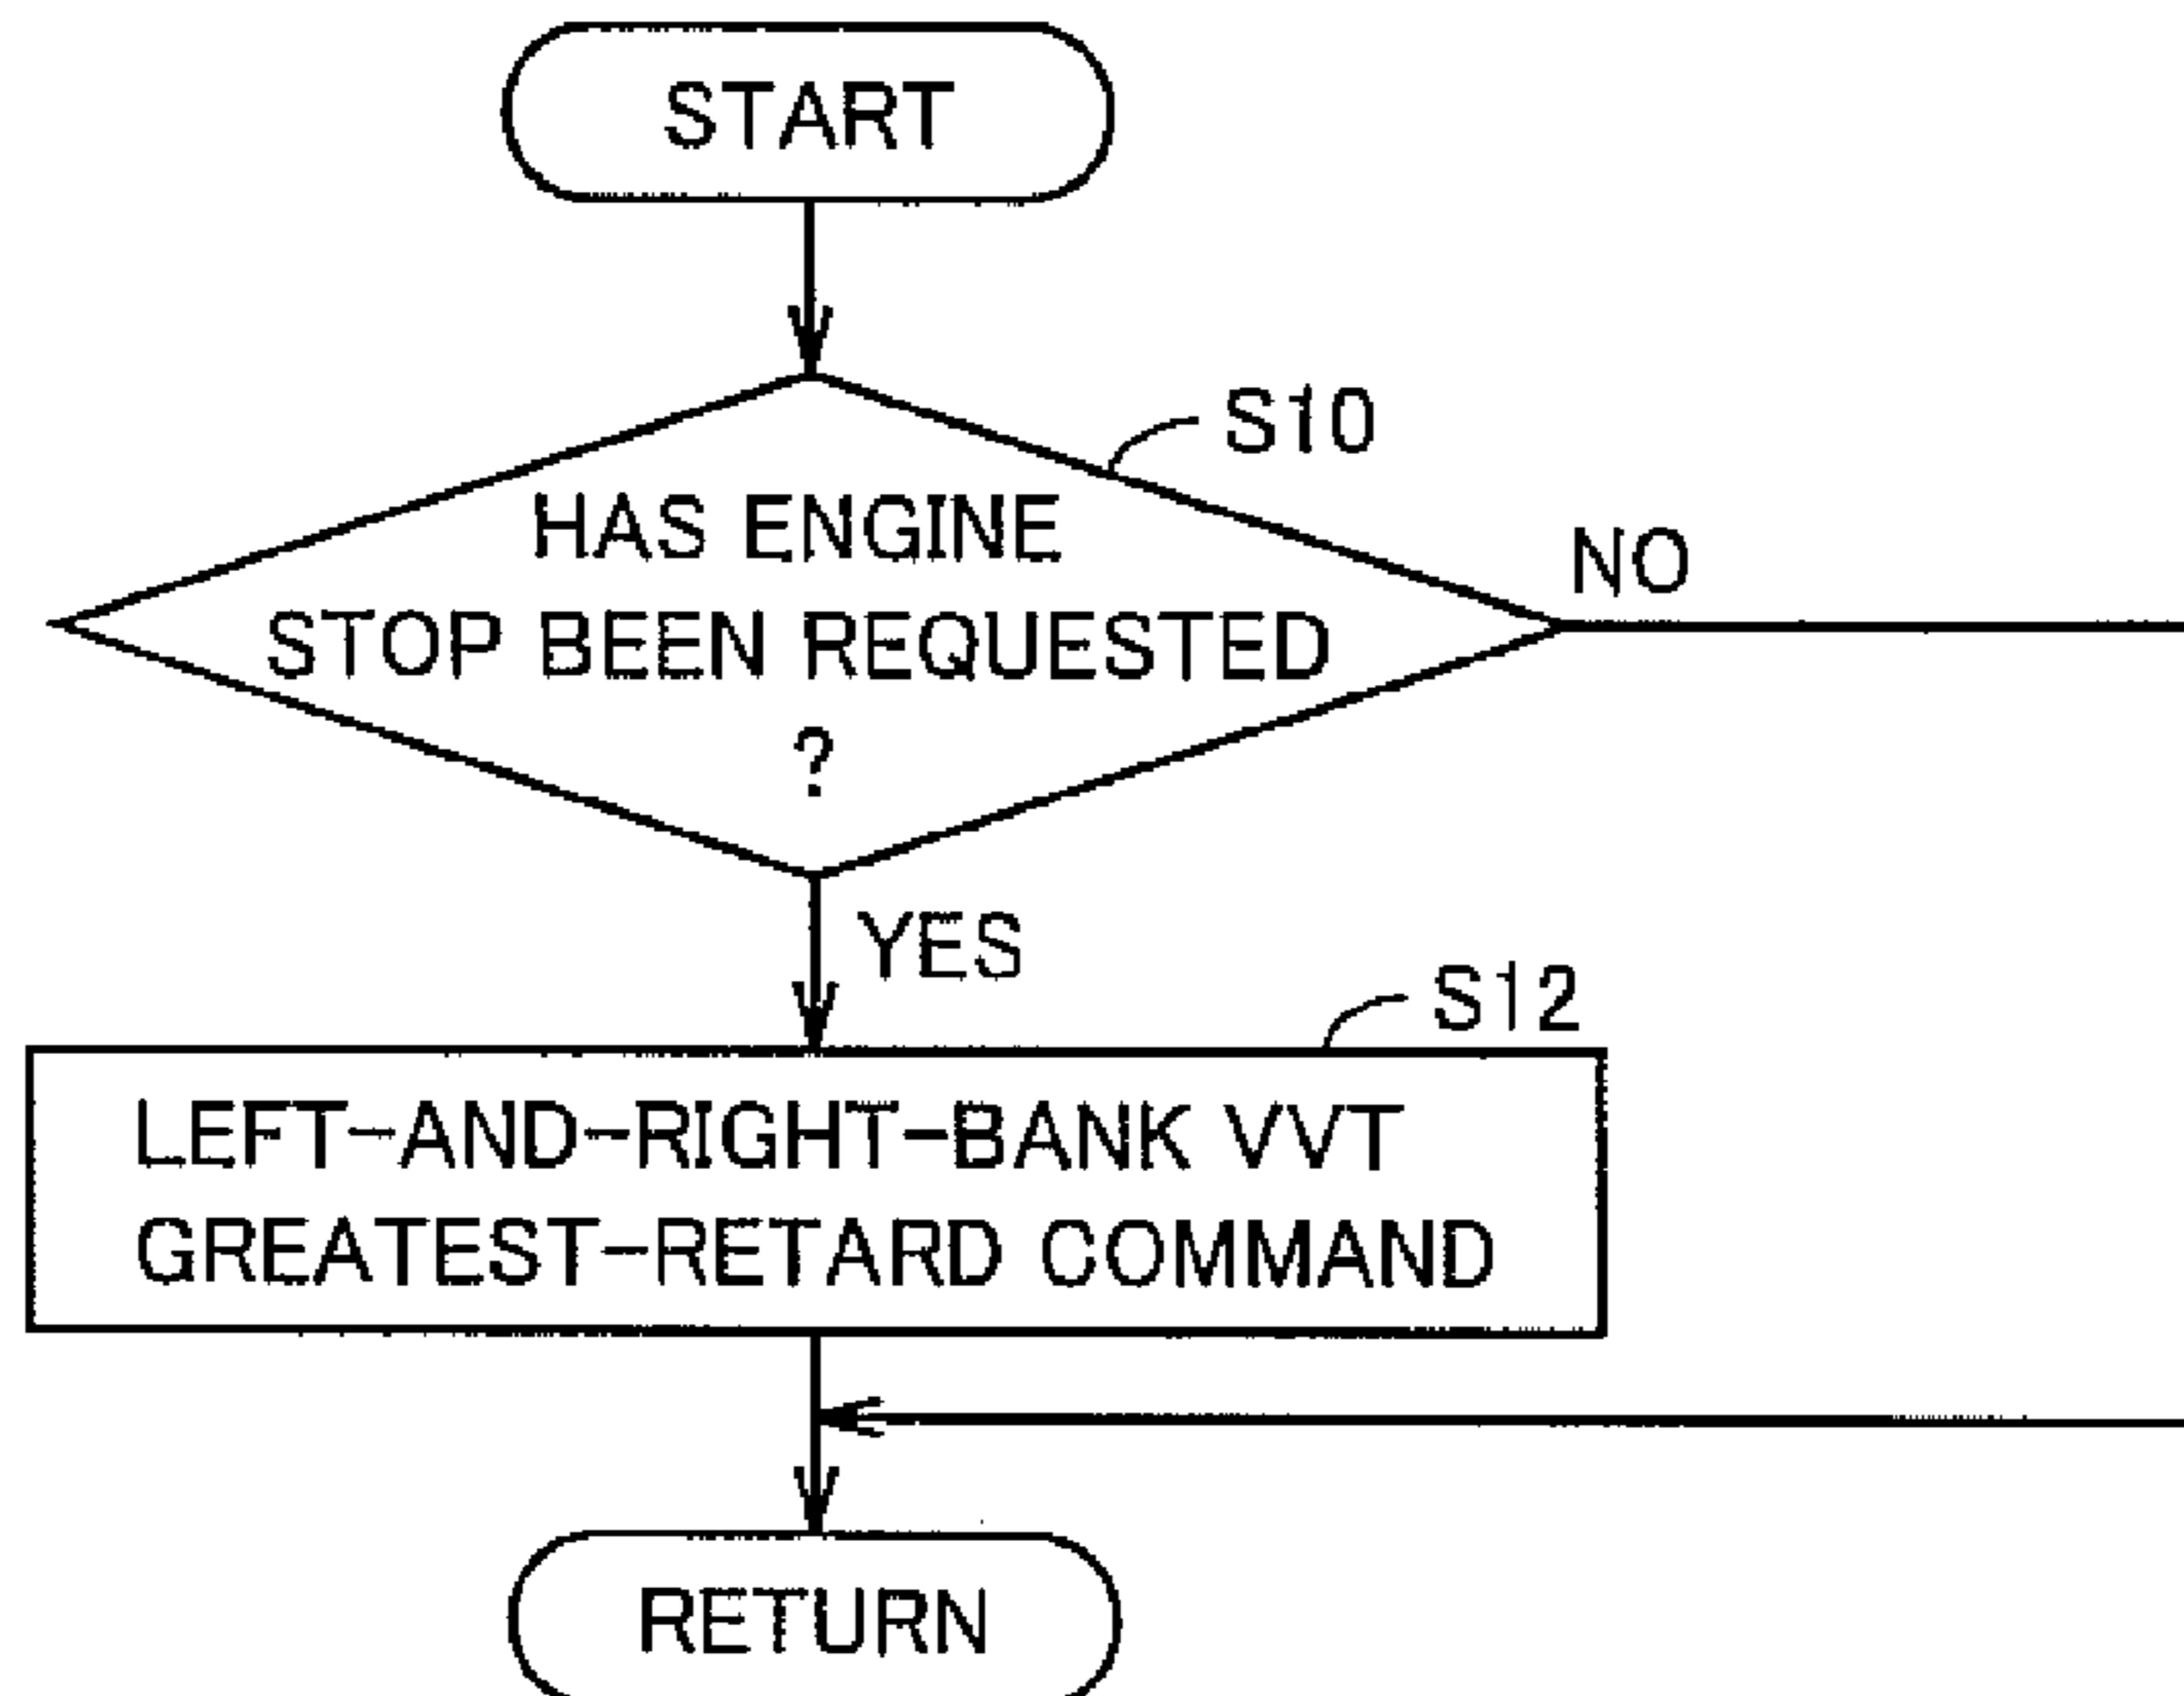 START
S10
HAS ENGINE
STOP BEEN REQUESTED
?
NO
YES
S12
LEFT-AND-RIGHT-BANK VVT
GREATEST-RETARD COMMAND
RETURN